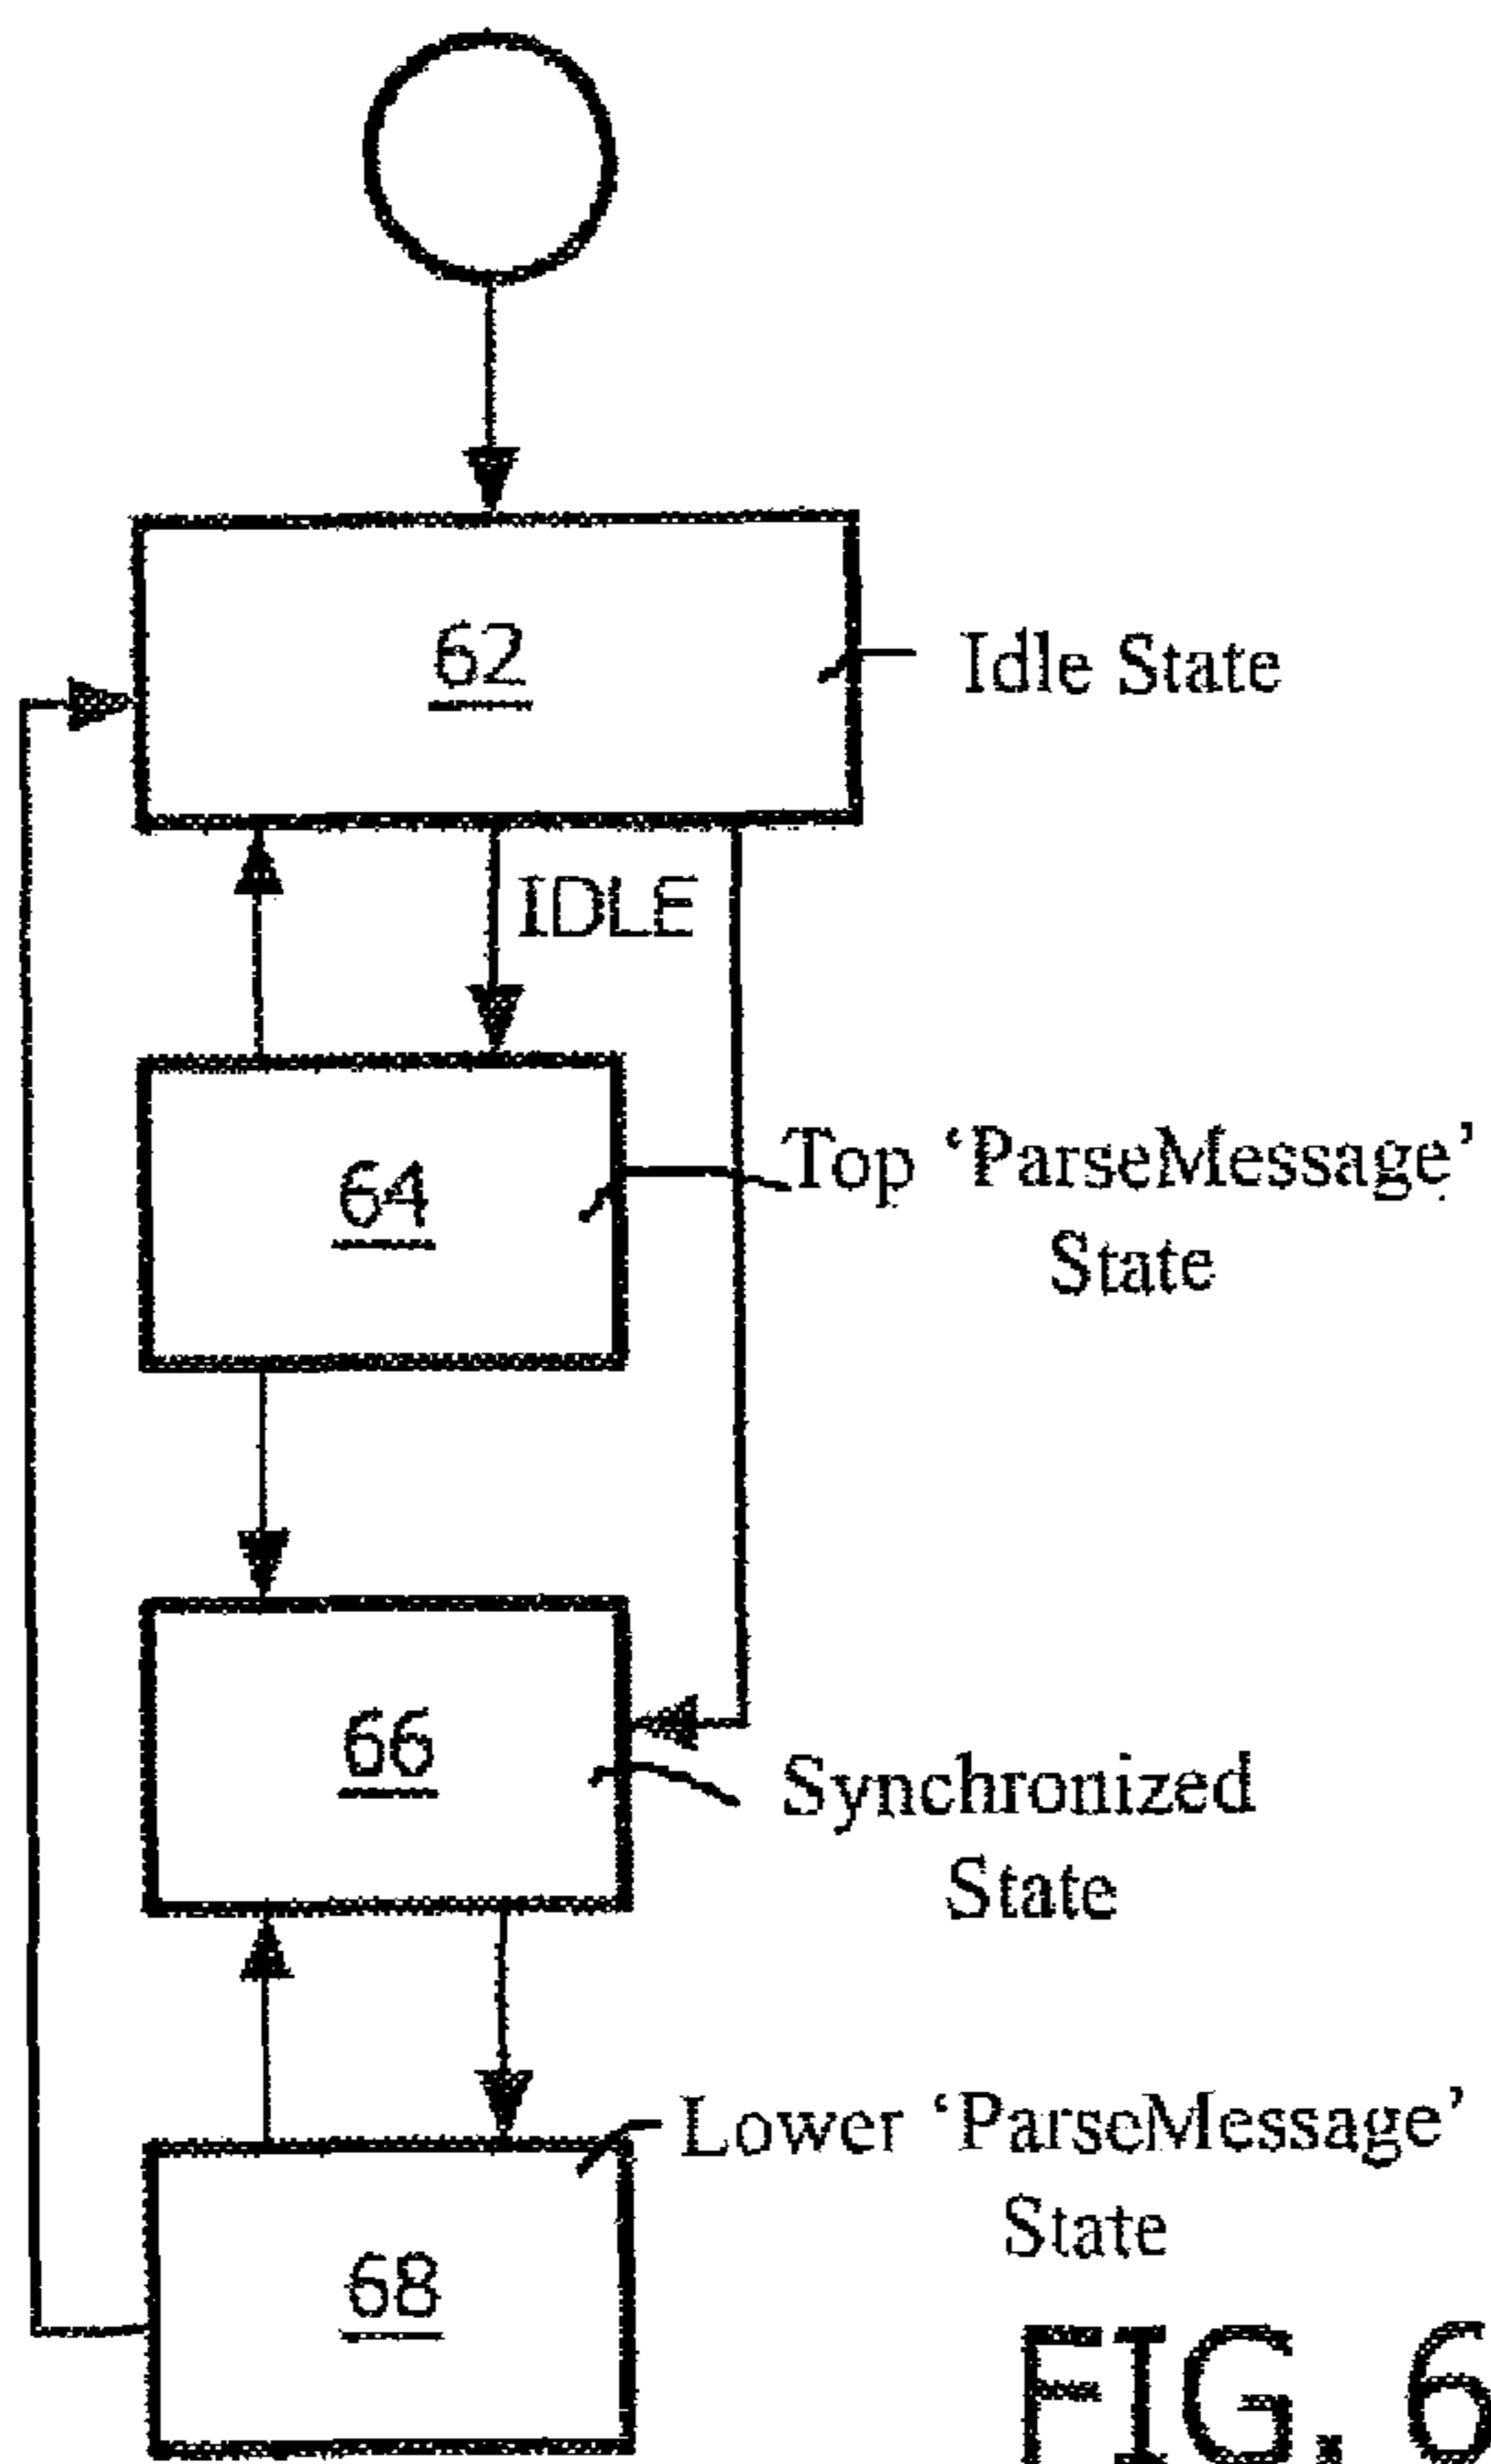 62
Idle State
IDLE
64
Top ‘ParseMessage’
State
66
Synchronized
State
Lower ‘ParseMessage’
State
68
FIG. 6